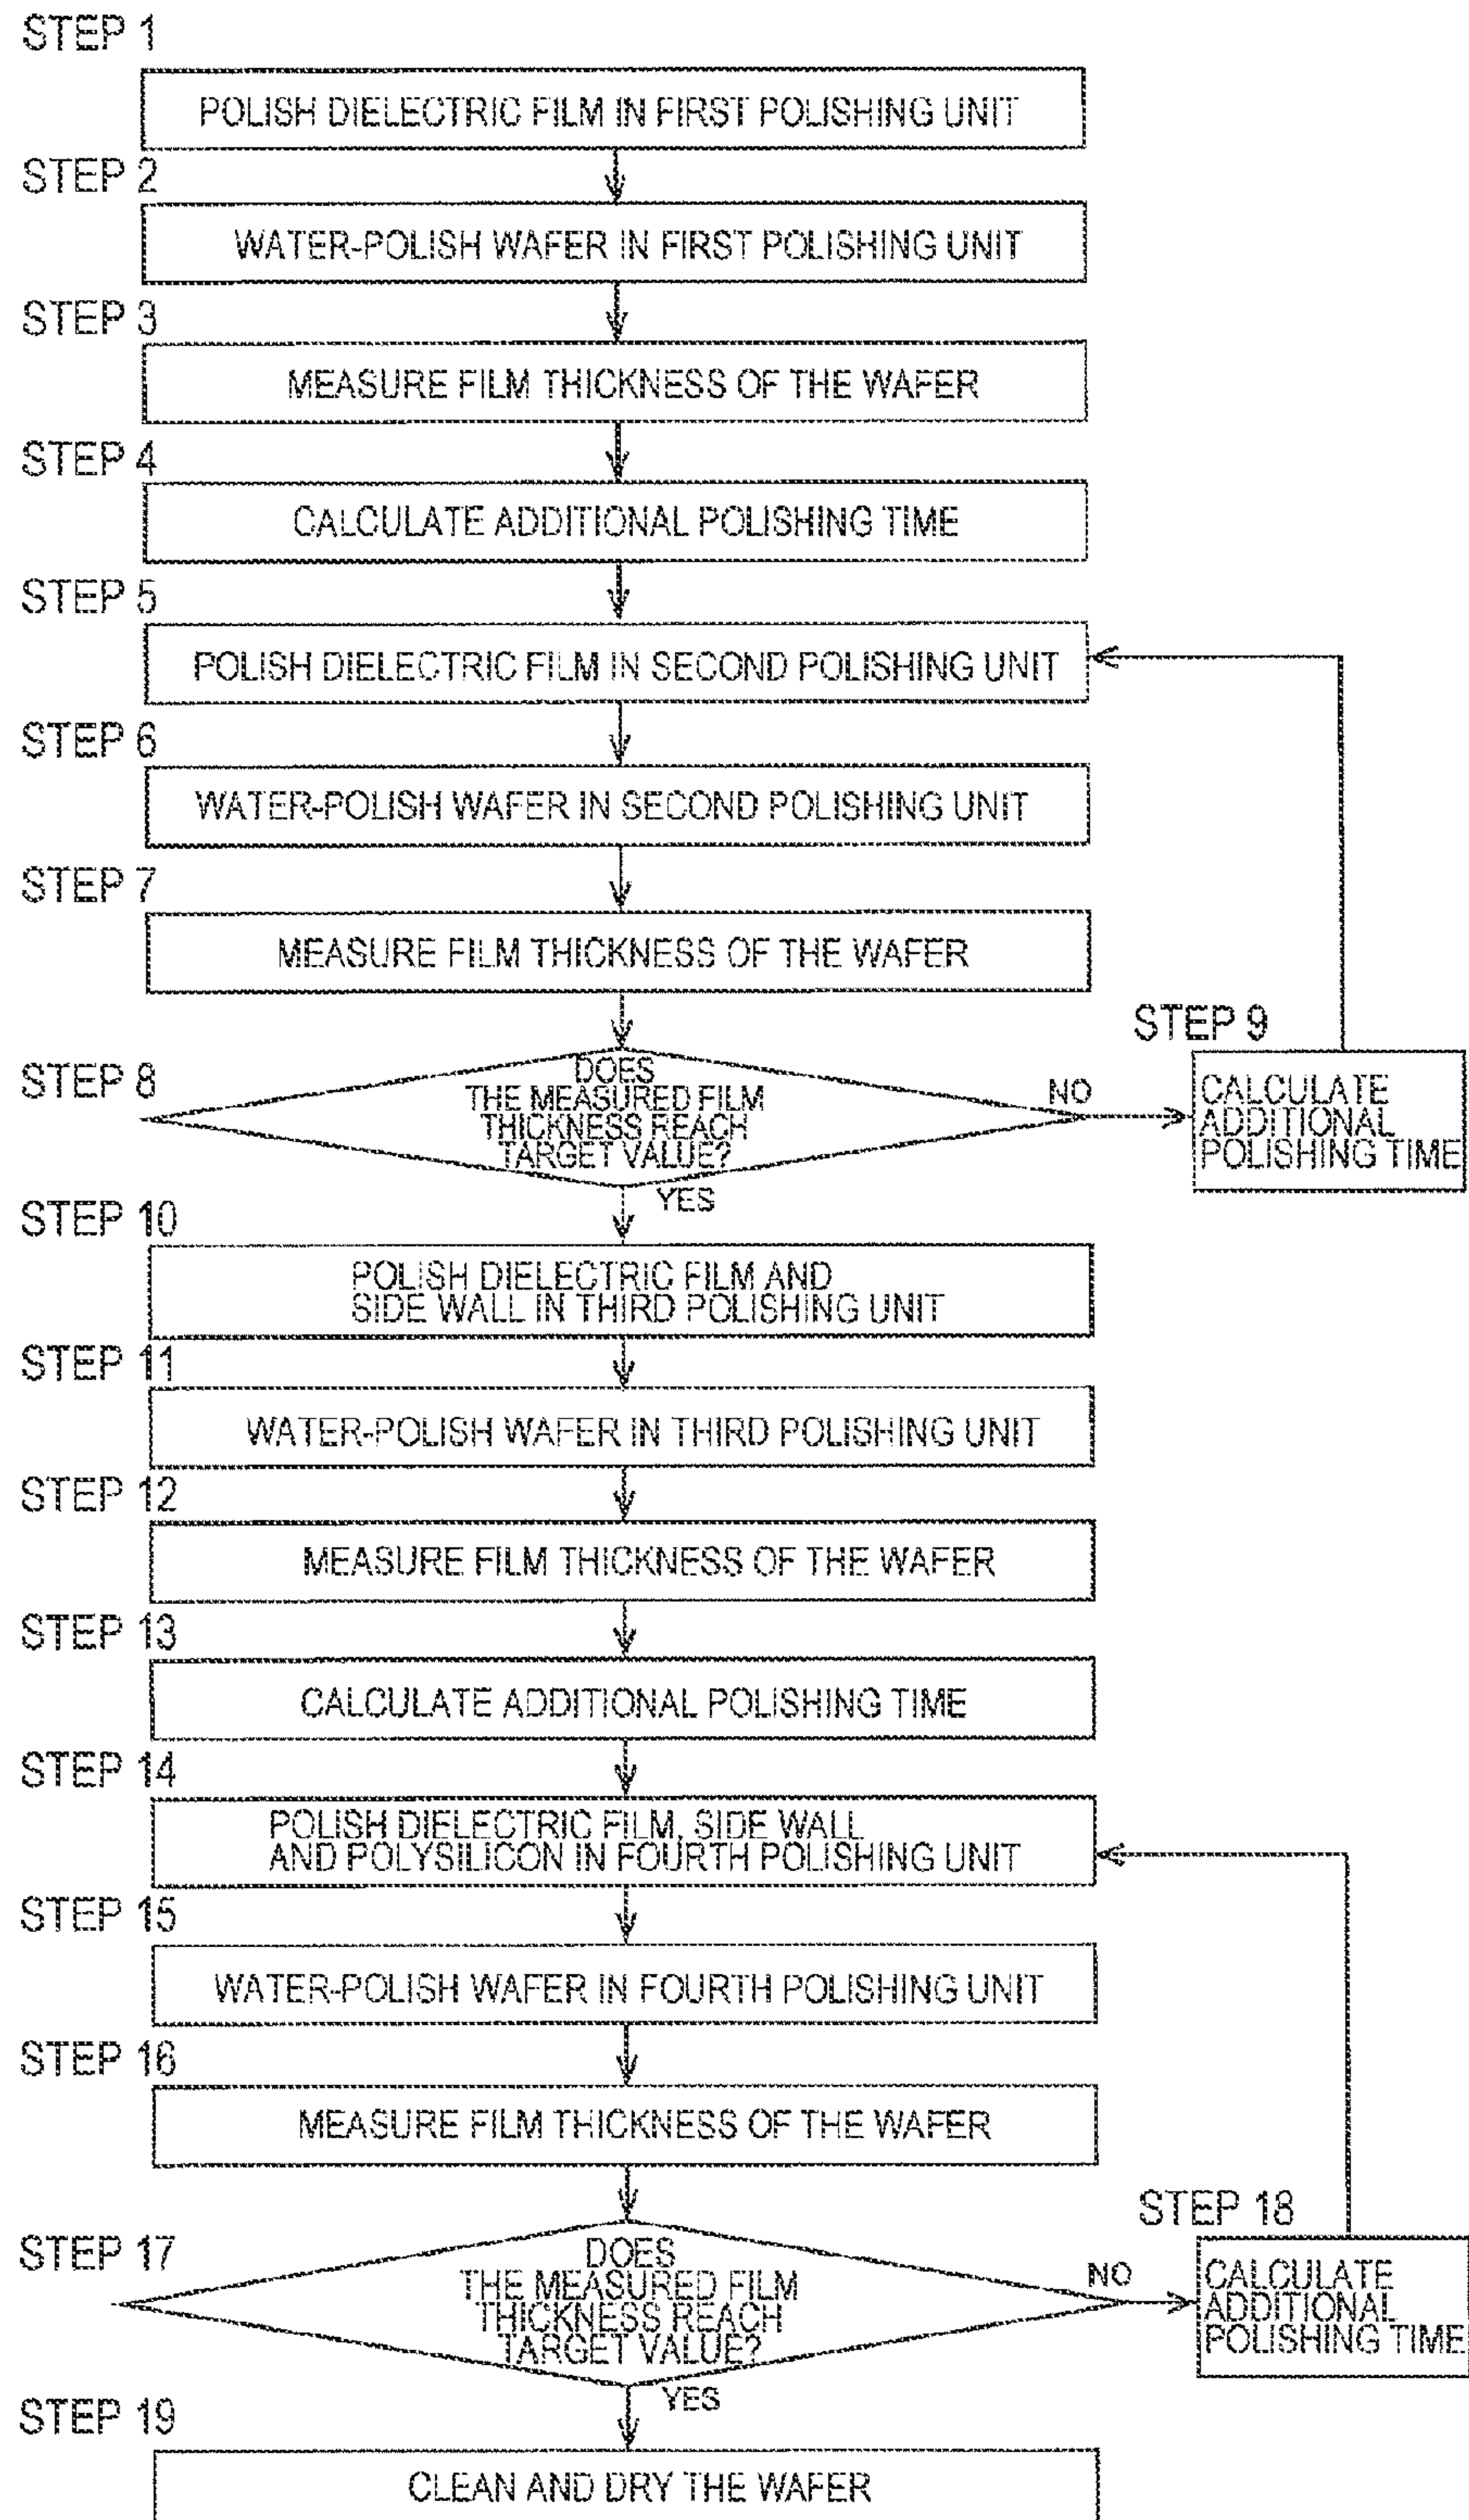 STEP 1
POLISH DIELECTRIC FILM IN FIRST POLISHING UNIT
STEP 2
WATER-POLISH WAFER IN FIRST POLISHING UNIT
STEP 3
MEASURE FILM THICKNESS OF THE WAFER
STEP 4
CALCULATE ADDITIONAL POLISHING TIME
STEP 5
POLISH DIELECTRIC FILM IN SECOND POLISHING UNIT
STEP 6
WATER-POLISH WAFER IN SECOND POLISHING UNIT
STEP 7
MEASURE FILM THICKNESS OF THE WAFER
STEP 8
DOES
THE MEASURED FILM
THICKNESS REACH
TARGET VALUE?
NO
YES
STEP 9
CALCULATE
ADDITIONAL
POLISHING TIME
STEP 10
POLISH DIELECTRIC FILM AND
SIDE WALL IN THIRD POLISHING UNIT
STEP 11
WATER-POLISH WAFER IN THIRD POLISHING UNIT
STEP 12
MEASURE FILM THICKNESS OF THE WAFER
STEP 13
CALCULATE ADDITIONAL POLISHING TIME
STEP 14
POLISH DIELECTRIC FILM, SIDE WALL
AND POLYSILICON IN FOURTH POLISHING UNIT
STEP 15
WATER-POLISH WAFER IN FOURTH POLISHING UNIT
STEP 16
MEASURE FILM THICKNESS OF THE WAFER
STEP 17
DOES
THE MEASURED FILM
THICKNESS REACH
TARGET VALUE?
NO
YES
STEP 18
CALCULATE
ADDITIONAL
POLISHING TIME
STEP 19
CLEAN AND DRY THE WAFER